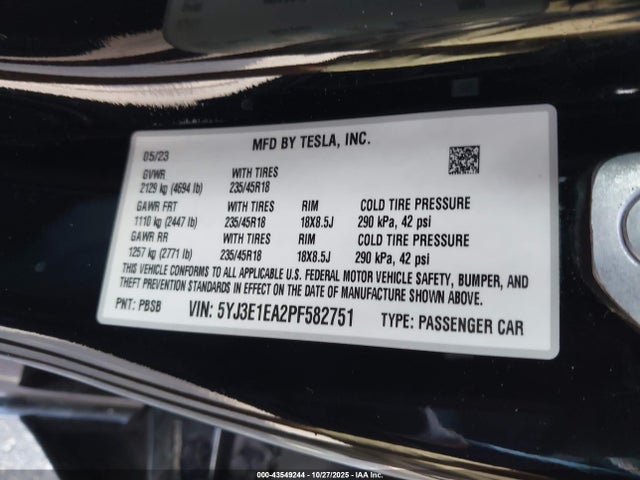 MFD BY TESLA, INC.
05/23
GVWR WITH TIRES
2129 kg (4694 lb) 235/45R18
GAWR FRT WITH TIRES RIM COLD TIRE PRESSURE
1110 kg (2447 lb) 235/45R18 18X8.5J 290 kPa, 42 psi
GAWR RR WITH TIRES RIM COLD TIRE PRESSURE
1257 kg (2771 lb) 235/45R18 18X8.5J 290 kPa, 42 psi
THIS VEHICLE CONFORMS TO ALL APPLICABLE U.S. FEDERAL MOTOR VEHICLE SAFETY, BUMPER, AND
THEFT PREVENTION STANDARDS IN EFFECT ON THE DATE OF MANUFACTURE SHOWN ABOVE.
PNT: PBSB VIN: 5YJ3E1EA2PF582751 TYPE: PASSENGER CAR
000-43549244 - 10/27/2025 - IAA Inc.